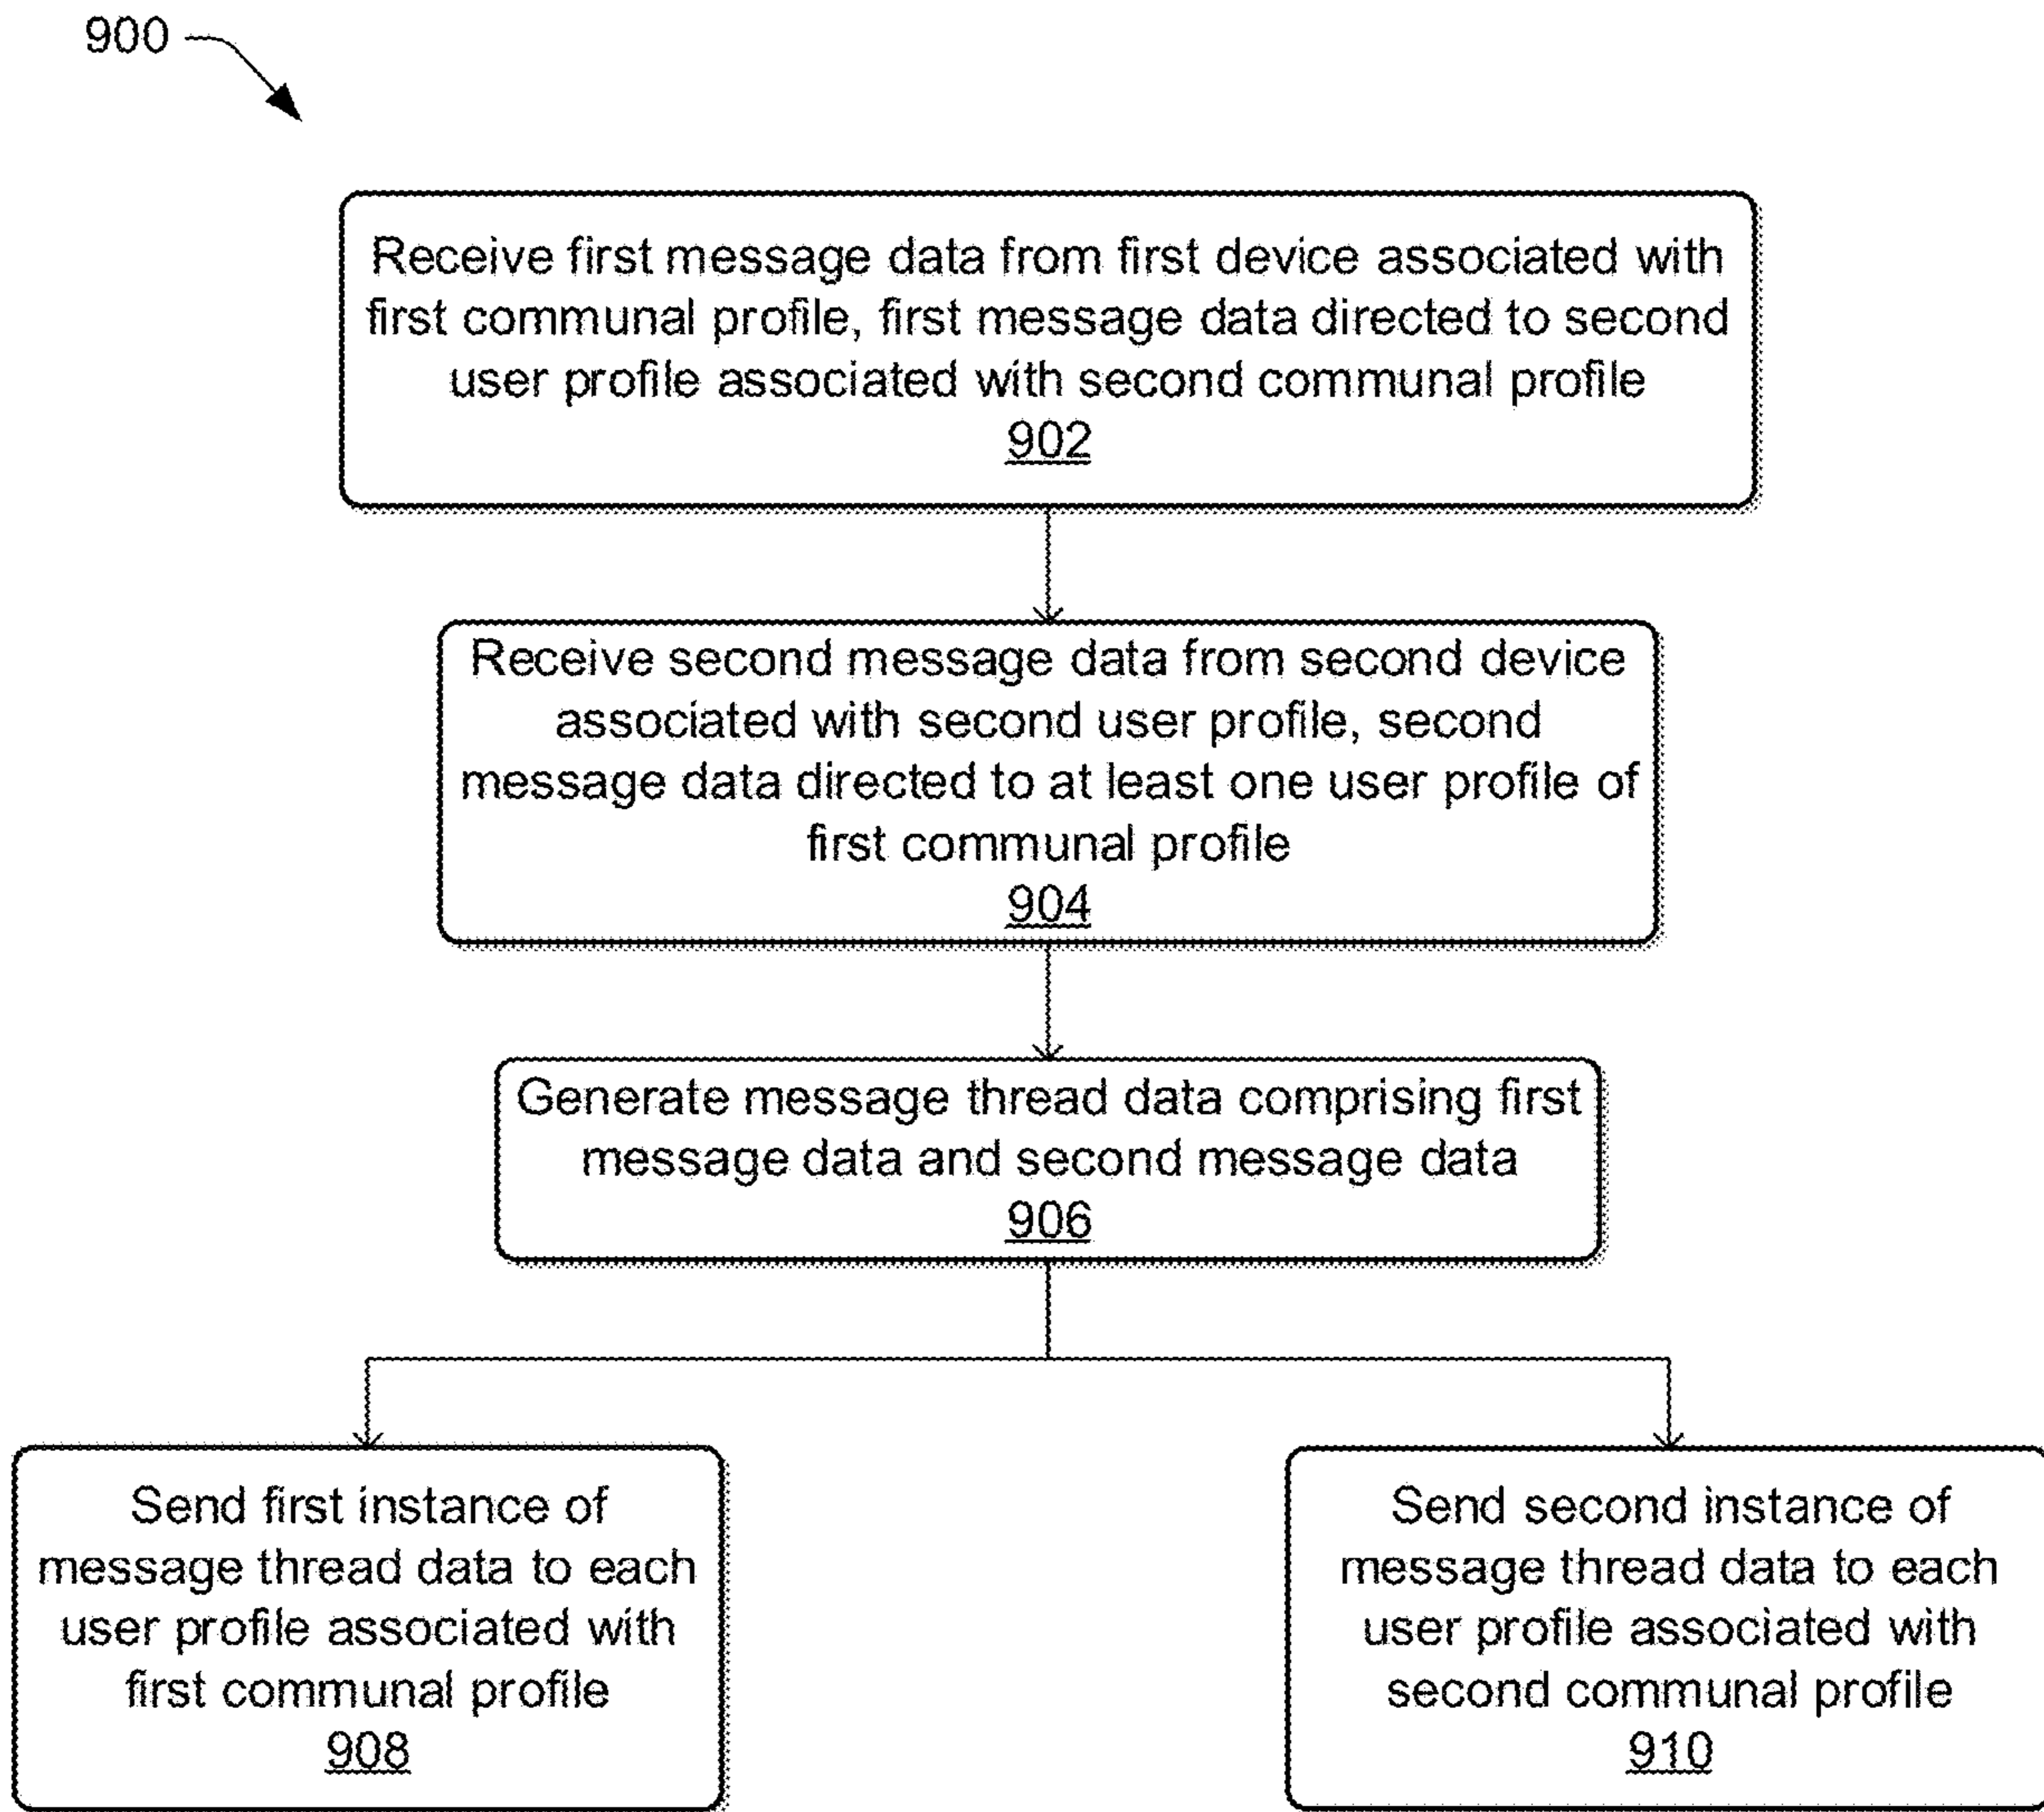 900
Receive first message data from first device associated with
first communal profile, first message data directed to second
user profile associated with second communal profile
902
Receive second message data from second device
associated with second user profile, second
message data directed to at least one user profile of
first communal profile
904
Generate message thread data comprising first
message data and second message data
906
Send first instance of
message thread data to each
user profile associated with
first communal profile
908
Send second instance of
message thread data to each
user profile associated with
second communal profile
910